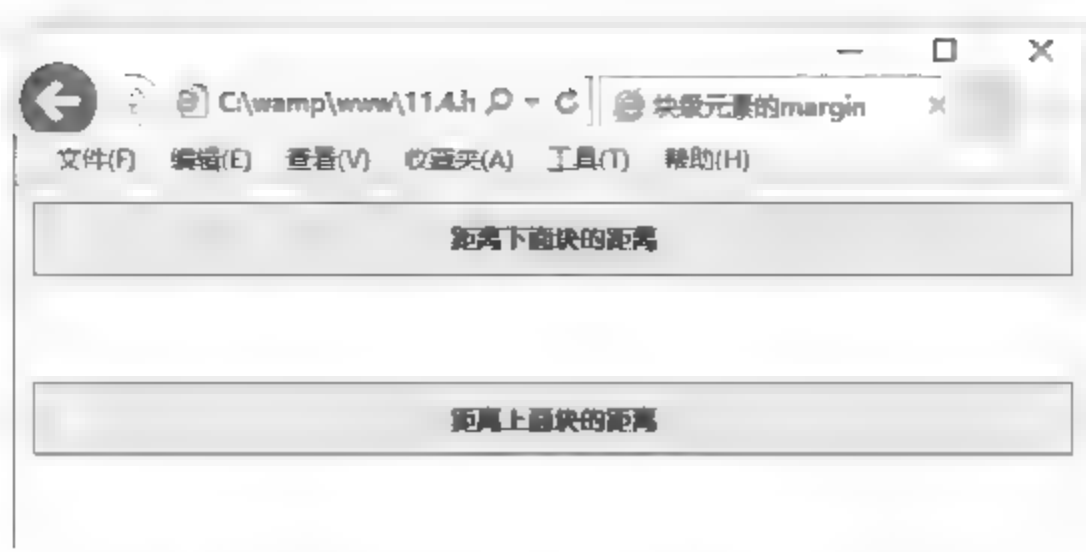 C:\wamp\www\11.4.h
块级元素的margin
文件(F) 编辑(E) 查看(V) 收藏夹(A) 工具(T) 帮助(H)
距离下面块的距离
距离上面块的距离